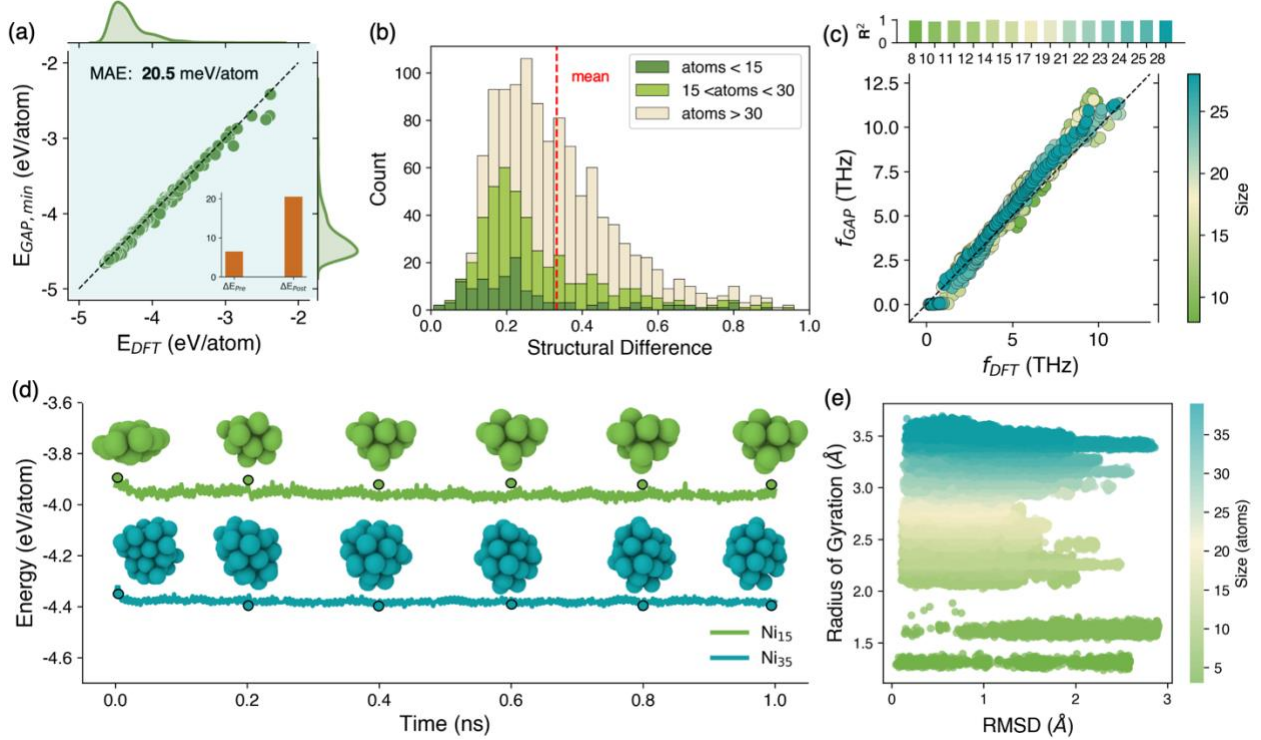 (a)
MAE: 20.5 meV/atom
-2
-3
-4
-5
E_GAP,min (eV/atom)
20
10
0
ΔE_Pre
ΔE_Post
-5
-4
-3
-2
E_DFT (eV/atom)
(b)
mean
atoms < 15
15 <atoms < 30
atoms > 30
100
80
60
40
20
0
Count
0.0
0.2
0.4
0.6
0.8
1.0
Structural Difference
(c)
R²
1
0
8 10 11 12 14 15 17 19 21 22 23 24 25 28
12.5
10.0
7.5
5.0
2.5
0.0
f_GAP (THz)
0
5
10
f_DFT (THz)
25
20
15
10
Size
(d)
-3.6
-3.8
-4.0
-4.2
-4.4
-4.6
Energy (eV/atom)
Ni₁₅
Ni₃₅
0.0
0.2
0.4
0.6
0.8
1.0
Time (ns)
(e)
3.5
3.0
2.5
2.0
1.5
Radius of Gyration (Å)
0
1
2
3
RMSD (Å)
35
30
25
20
15
10
5
Size (atoms)